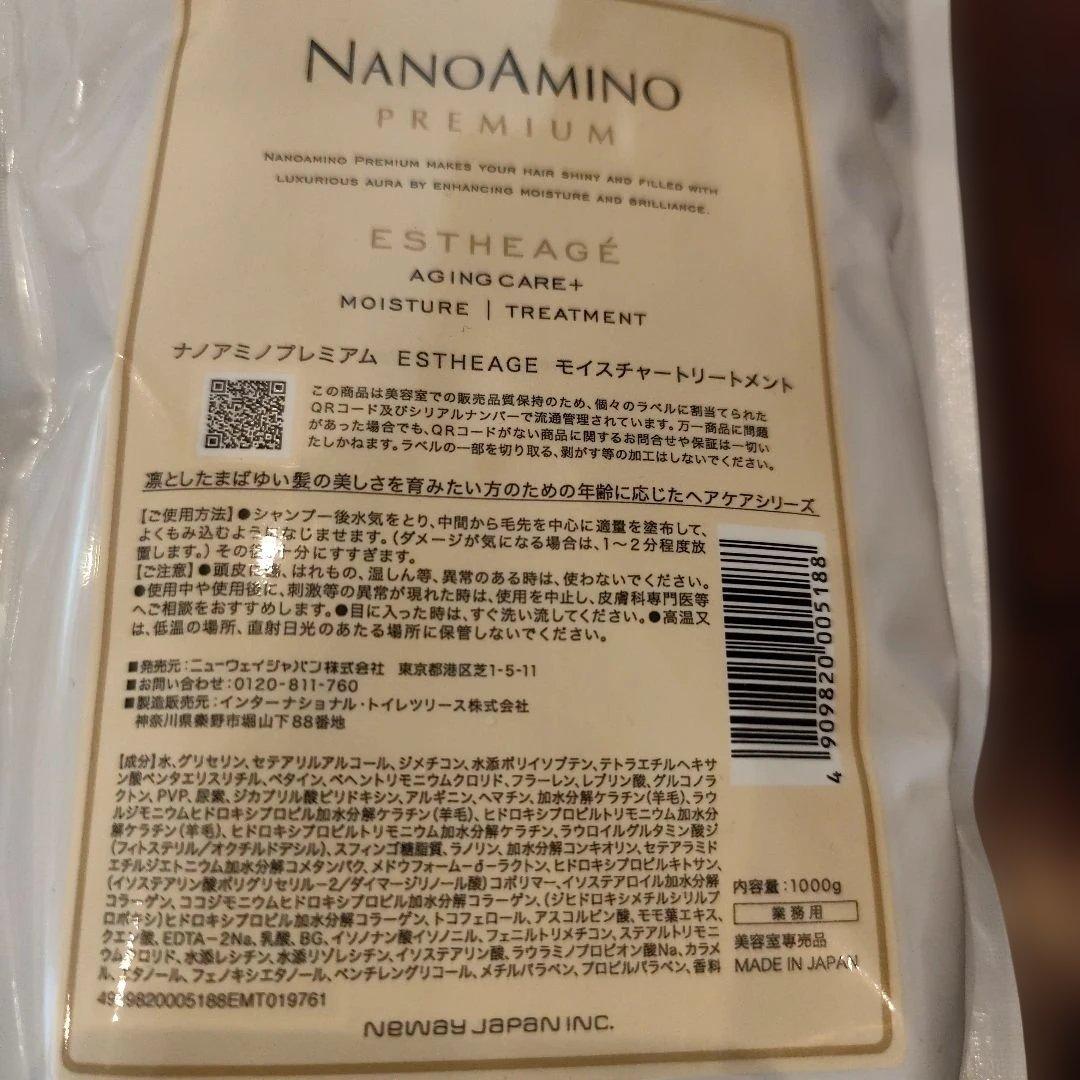 NANOAMINO
PREMIUM
NANOAMINO PREMIUM MAKES YOUR HAIR SHINY AND FILLED WITH
LUXURIOUS AURA BY ENHANCING MOISTURE AND BRILLIANCE.
ESTHEAGÉ
AGING CARE+
MOISTURE | TREATMENT
ナノアミノプレミアム ESTHEAGE モイスチャートリートメント
この商品は美容室での販売品質保持のため、個々のラベルに割当てられた
QRコード及びシリアルナンバーで流通管理されています。万一商品に問題
があった場合でも、QRコードがない商品に関するお問合せや保証は一切い
たしかねます。ラベルの一部を切り取る、剥がす等の加工はしないでください。
凛としたまばゆい髪の美しさを育みたい方のための年齢に応じたヘアケアシリーズ
【ご使用方法】●シャンプー後水気をとり、中間から毛先を中心に適量を塗布して、
よくもみ込むようになじませます。(ダメージが気になる場合は、1〜2分程度放
置します。)その後十分にすすぎます。
【ご注意】●頭皮に傷、はれもの、湿しん等、異常のある時は、使わないでください。
●使用中や使用後に、刺激等の異常が現れた時は、使用を中止し、皮膚科専門医等
へご相談をおすすめします。●目に入った時は、すぐ洗い流してください。●高温又
は、低温の場所、直射日光のあたる場所に保管しないでください。
■発売元:ニューウェイジャパン株式会社 東京都港区芝1-5-11
■お問い合わせ:0120-811-760
■製造販売元:インターナショナル・トイレツリース株式会社
神奈川県秦野市堀山下88番地
4909820005188
【成分】水、グリセリン、セテアリルアルコール、ジメチコン、水添ポリイソブテン、テトラエチルヘキサ
ン酸ペンタエリスリチル、ベタイン、ベヘントリモニウムクロリド、フラーレン、レブリン酸、グルコノラ
クトン、PVP、尿素、ジカプリル酸ピリドキシン、アルギニン、ヘマチン、加水分解ケラチン(羊毛)、ラウ
ルジモニウムヒドロキシプロピル加水分解ケラチン(羊毛)、ヒドロキシプロピルトリモニウム加水分
解ケラチン(羊毛)、ヒドロキシプロピルトリモニウム加水分解ケラチン、ラウロイルグルタミン酸ジ
(フィトステリル/オクチルドデシル)、スフィンゴ糖脂質、ラノリン、加水分解コンキオリン、セテアラミド
エチルジエトニウム加水分解コメタンパク、メドウフォーム-δ-ラクトン、ヒドロキシプロピルキトサン、
(イソステアリン酸ポリグリセリル-2/ダイマージリノール酸)コポリマー、イソステアロイル加水分解
コラーゲン、ココジモニウムヒドロキシプロピル加水分解コラーゲン、(ジヒドロキシメチルシリルプ
ロポキシ)ヒドロキシプロピル加水分解コラーゲン、トコフェロール、アスコルビン酸、モモ葉エキス、
クエン酸、EDTA-2Na、乳酸、BG、イソノナン酸イソノニル、フェニルトリメチコン、ステアルトリモニ
ウムクロリド、水添レシチン、水添リゾレシチン、イソステアリン酸、ラウラミノプロピオン酸Na、カラメ
ル、エタノール、フェノキシエタノール、ペンチレングリコール、メチルパラベン、プロピルパラベン、香料
4909820005188EMT019761
内容量:1000g
業務用
美容室専売品
MADE IN JAPAN
NEWAY JAPAN INC.